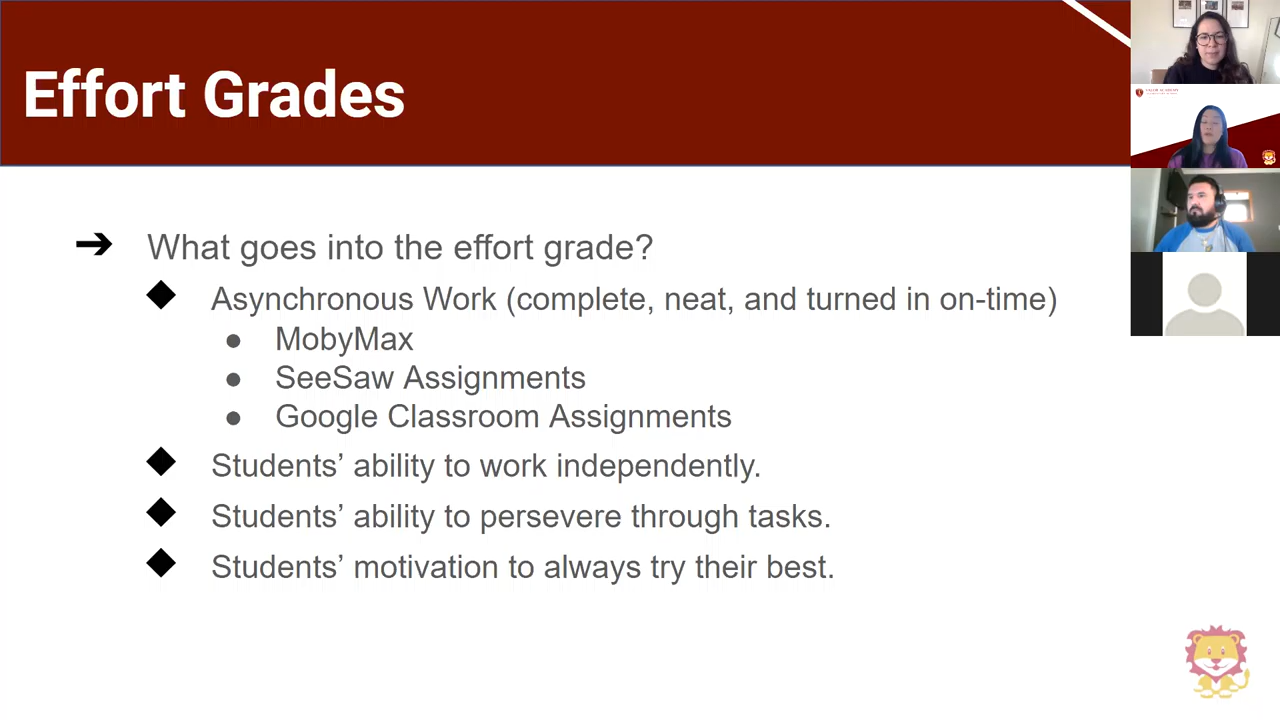 Effort Grades
➔ What goes into the effort grade?
◆ Asynchronous Work (complete, neat, and turned in on-time)
● MobyMax
● SeeSaw Assignments
● Google Classroom Assignments
◆ Students’ ability to work independently.
◆ Students’ ability to persevere through tasks.
◆ Students’ motivation to always try their best.